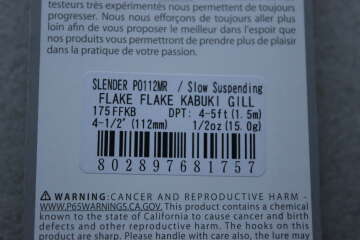 testeurs très expérimentés nous permettent de toujours
progresser. Nous nous efforçons de toujours aller plus
loin afin de vous proposer le meilleur dans l'espoir que
nos produits vous permettront de prendre plus de plaisir
dans la pratique de votre passion.
SLENDER PO112MR / Slow Suspending
FLAKE FLAKE KABUKI GILL
175FFKB DPT: 4-5ft(1.5m)
4-1/2" (112mm) 1/2oz(15.0g)
802897681757
⚠WARNING:CANCER AND REPRODUCTIVE HARM -
WWW.P65WARNINGS.CA.GOV. This product contains a chemical
known to the state of California to cause cancer and birth
defects and other reproductive harm. The hooks on this
product are sharp. Please handle with care also, the lure may